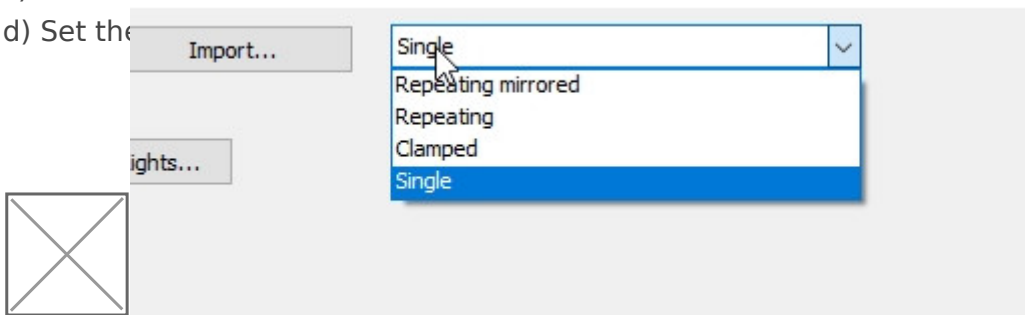 d) Set the
Import...
Single
Repeating mirrored
Repeating
Clamped
Single
ights...